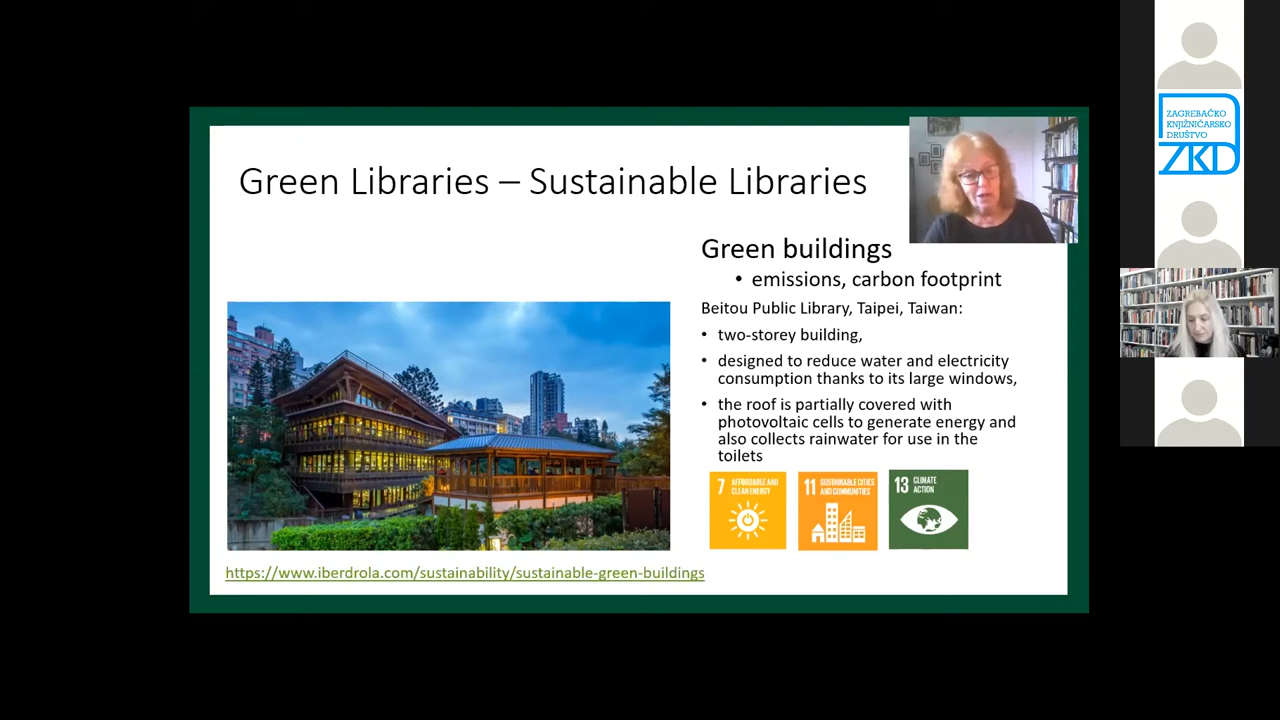 Green Libraries – Sustainable Libraries
Green buildings
• emissions, carbon footprint
Beitou Public Library, Taipei, Taiwan:
• two-storey building,
• designed to reduce water and electricity
consumption thanks to its large windows,
• the roof is partially covered with
photovoltaic cells to generate energy and
also collects rainwater for use in the
toilets
7 AFFORDABLE AND
CLEAN ENERGY
11 SUSTAINABLE CITIES
AND COMMUNITIES
13 CLIMATE
ACTION
https://www.iberdrola.com/sustainability/sustainable-green-buildings
ZAGREBAČKO
KNJIŽNIČARSKO
DRUŠTVO
ZKD